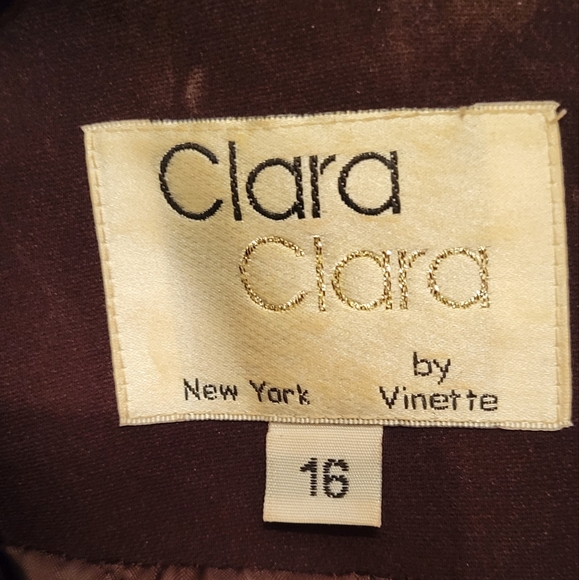 Clara
Clara
New York
by
Vinette
16